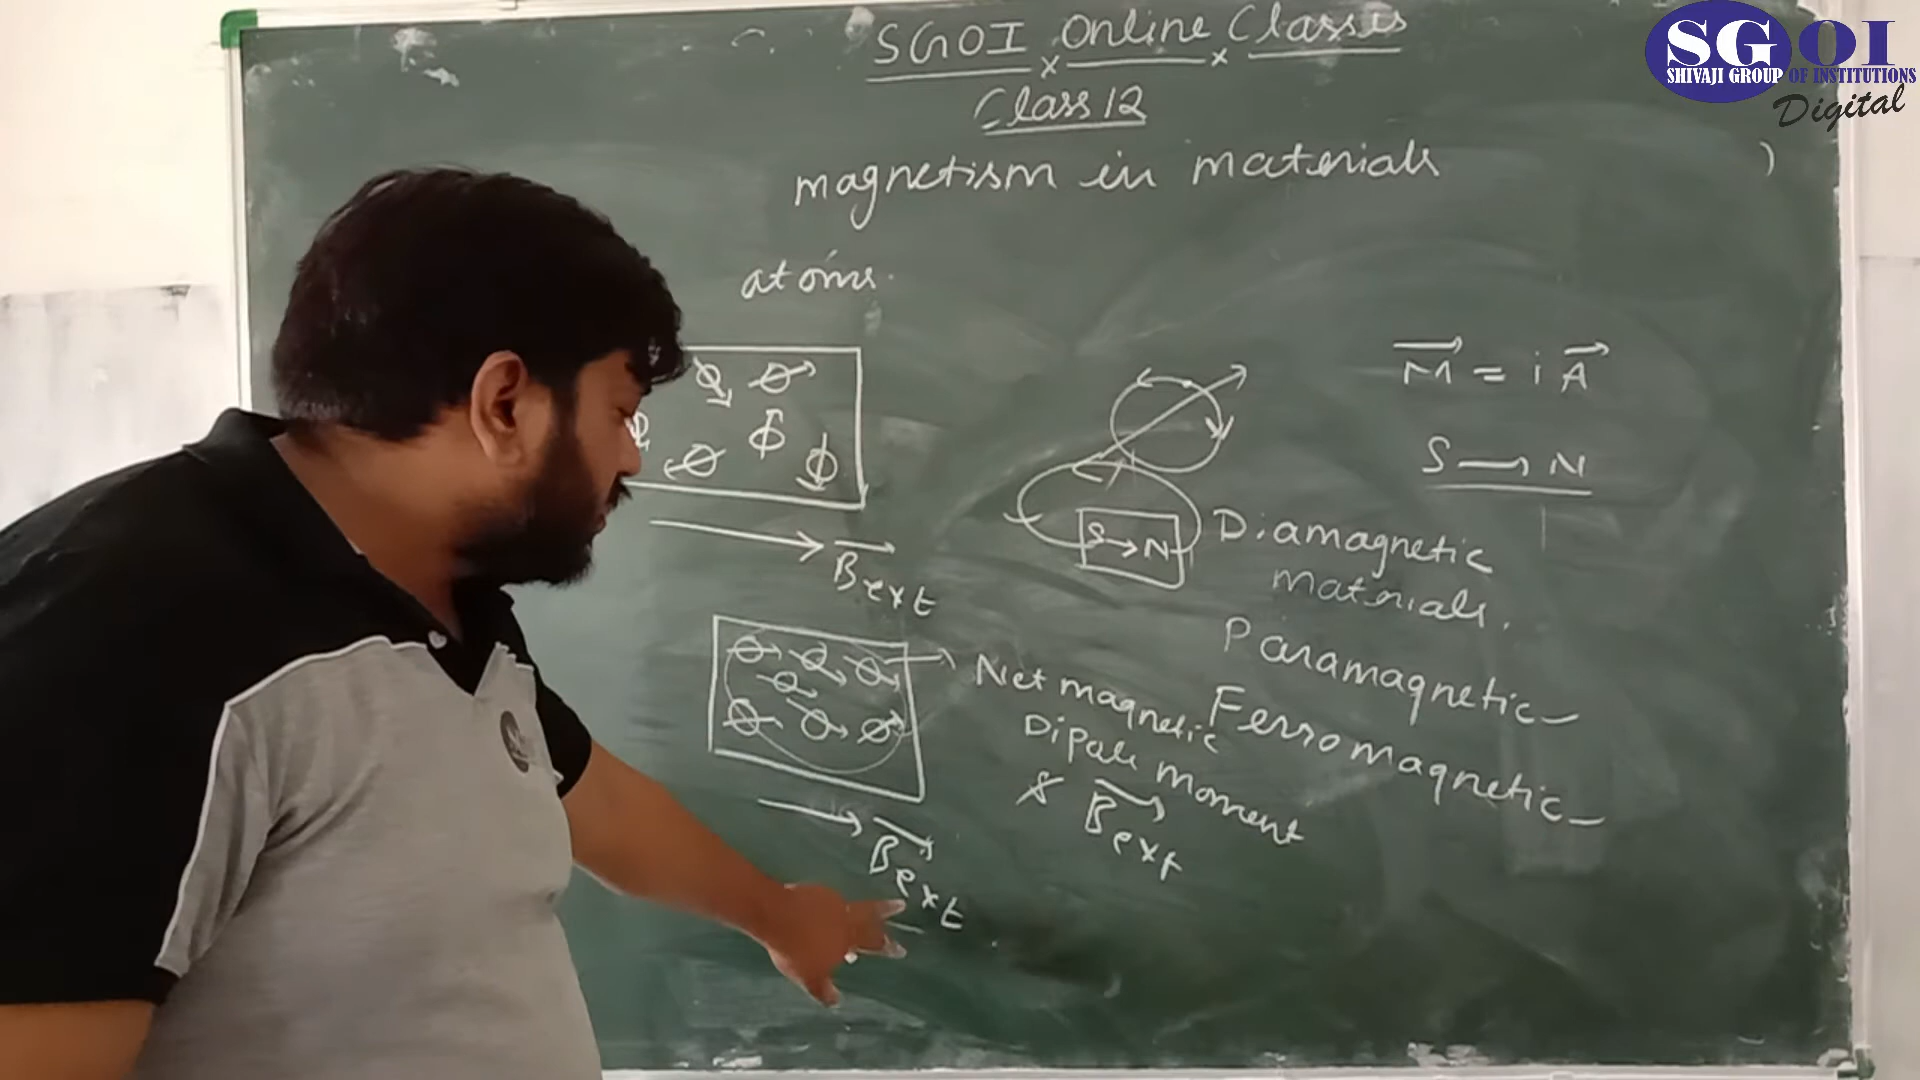 SGOI
SHIVAJI GROUP OF INSTITUTIONS
Digital
SGOI x Online x Classes
Class 12
magnetism in materials
atoms.
M = i A
S → N
S → N
B ext
Diamagnetic
materials.
Paramagnetic –
Ferromagnetic –
Net magnetic
Dipole moment
& B ext
B ext